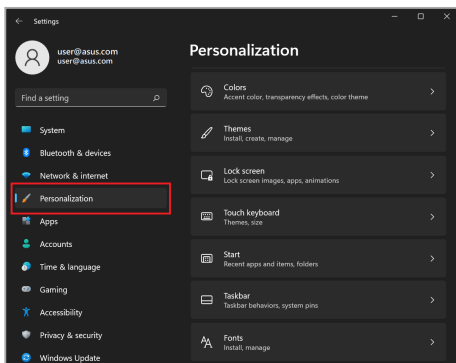 Settings
user@asus.com
user@asus.com
Find a setting
System
Bluetooth & devices
Network & internet
Personalization
Apps
Accounts
Time & language
Gaming
Accessibility
Privacy & security
Windows Update
Personalization
Colors
Accent color, transparency effects, color theme
Themes
Install, create, manage
Lock screen
Lock screen images, apps, animations
Touch keyboard
Themes, size
Start
Recent apps and items, folders
Taskbar
Taskbar behaviors, system pins
Fonts
Install, manage